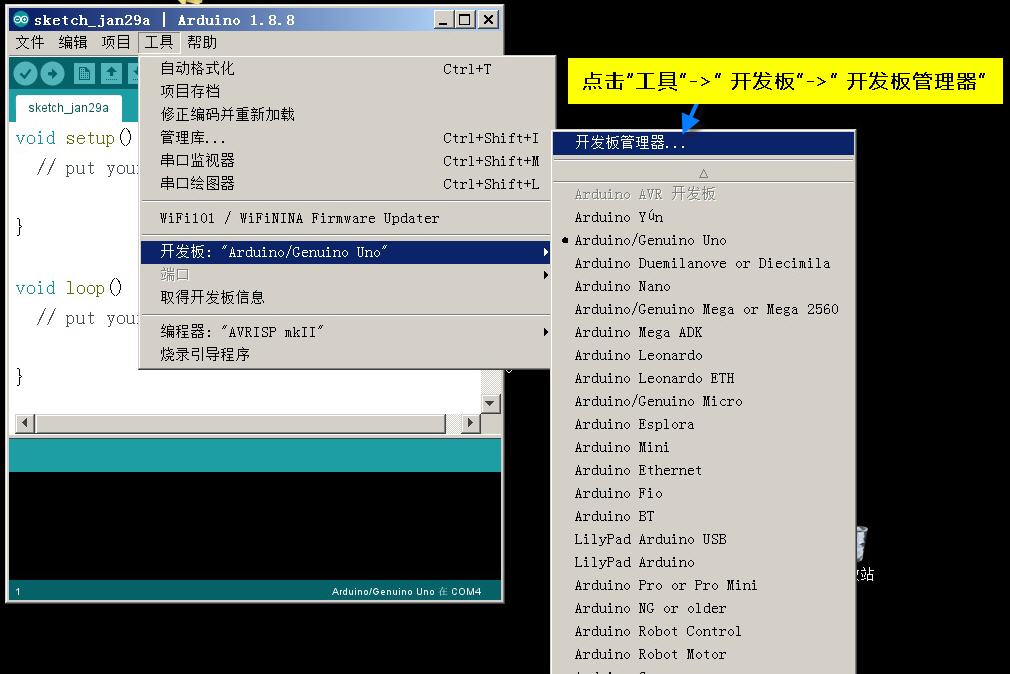 sketch_jan29a | Arduino 1.8.8
文件 编辑 项目 工具 帮助
sketch_jan29a
void setup()
// put your
}
void loop()
// put your
}
1
Arduino/Genuino Uno 在 COM4
自动格式化 Ctrl+T
项目存档
修正编码并重新加载
管理库... Ctrl+Shift+I
串口监视器 Ctrl+Shift+M
串口绘图器 Ctrl+Shift+L
WiFi101 / WiFiNINA Firmware Updater
开发板: "Arduino/Genuino Uno"
端口
取得开发板信息
编程器: "AVRISP mkII"
烧录引导程序
点击"工具"->" 开发板"->" 开发板管理器"
开发板管理器...
Arduino AVR 开发板
Arduino Yún
Arduino/Genuino Uno
Arduino Duemilanove or Diecimila
Arduino Nano
Arduino/Genuino Mega or Mega 2560
Arduino Mega ADK
Arduino Leonardo
Arduino Leonardo ETH
Arduino/Genuino Micro
Arduino Esplora
Arduino Mini
Arduino Ethernet
Arduino Fio
Arduino BT
LilyPad Arduino USB
LilyPad Arduino
Arduino Pro or Pro Mini
Arduino NG or older
Arduino Robot Control
Arduino Robot Motor
站